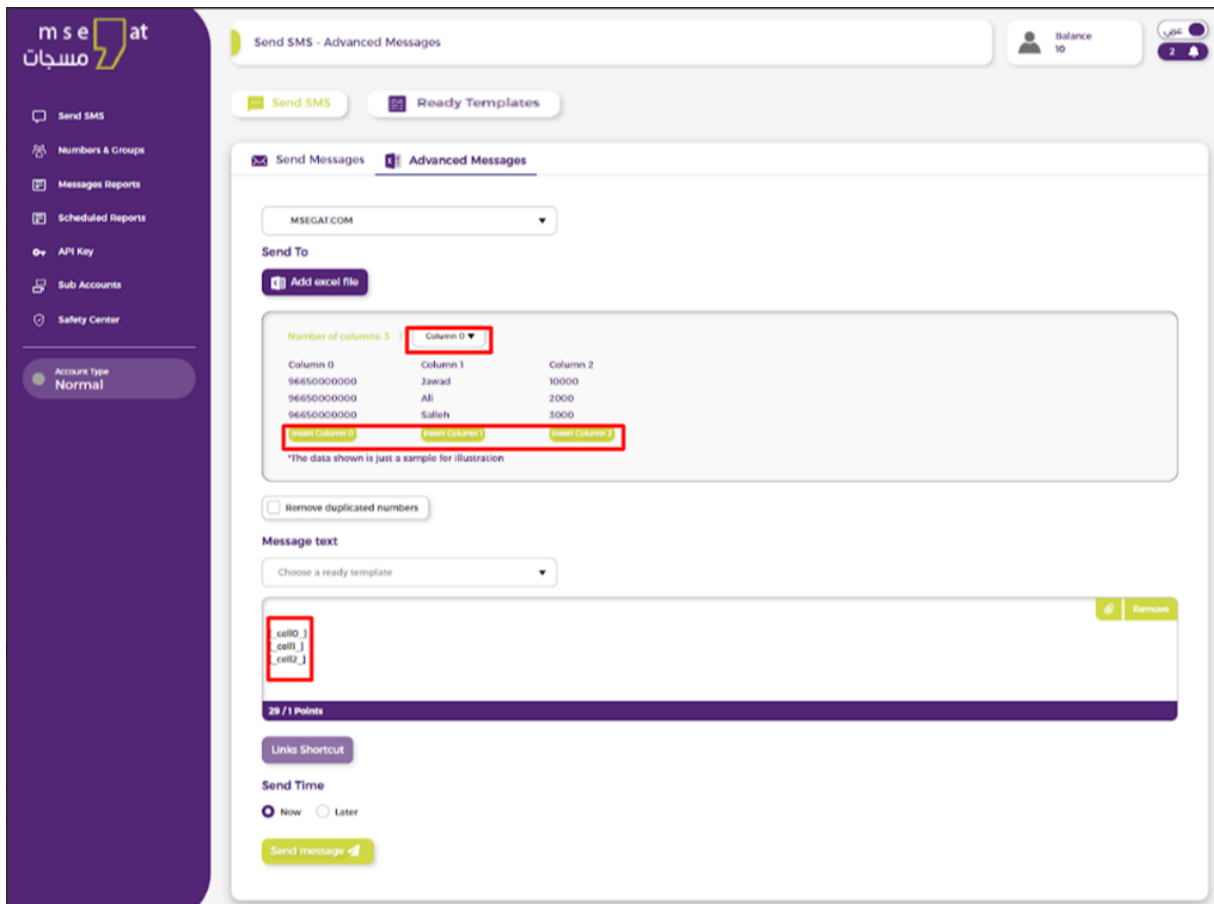 m s e at
مسجات
Send SMS - Advanced Messages
Balance
10
عربي
2
Send SMS
Numbers & Groups
Messages Reports
Scheduled Reports
API Key
Sub Accounts
Safety Center
Account Type
Normal
Send SMS
Ready Templates
Send Messages
Advanced Messages
MSEGAT.COM
Send To
Add excel file
Number of columns: 3 | Column 0
Column 0 Column 1 Column 2
96650000000 Jawad 10000
96650000000 Ali 2000
96650000000 Salleh 3000
Insert Column 0 Insert Column 1 Insert Column 2
*The data shown is just a sample for illustration
Remove duplicated numbers
Message text
Choose a ready template
Remove
[_cell0_]
[_cell1_]
[_cell2_]
29 / 1 Points
Links Shortcut
Send Time
Now Later
Send message